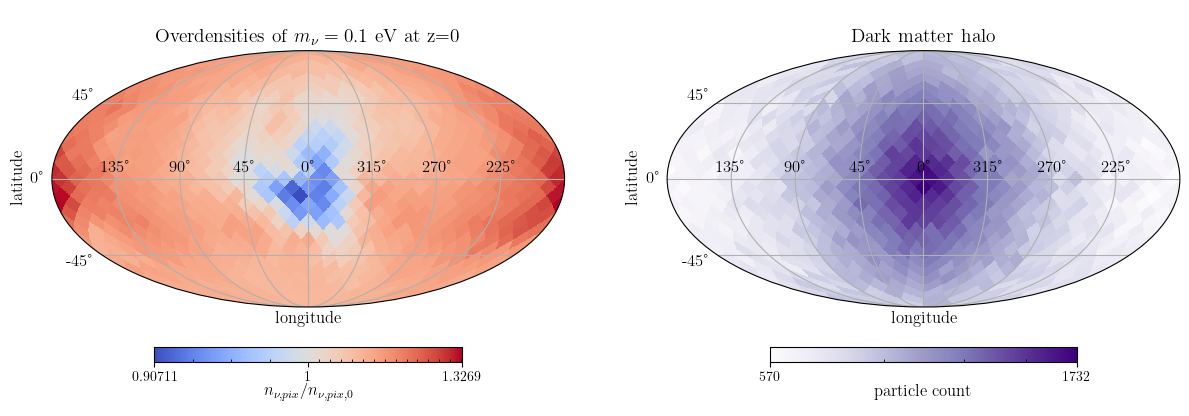 Overdensities of $m_\nu = 0.1$ eV at z=0
45°
135° 90° 45° 0° 315° 270° 225°
0°
-45°
latitude
longitude
0.90711 1 1.3269
$n_{\nu,pix}/n_{\nu,pix,0}$
Dark matter halo
45°
135° 90° 45° 0° 315° 270° 225°
0°
-45°
latitude
longitude
570 1732
particle count